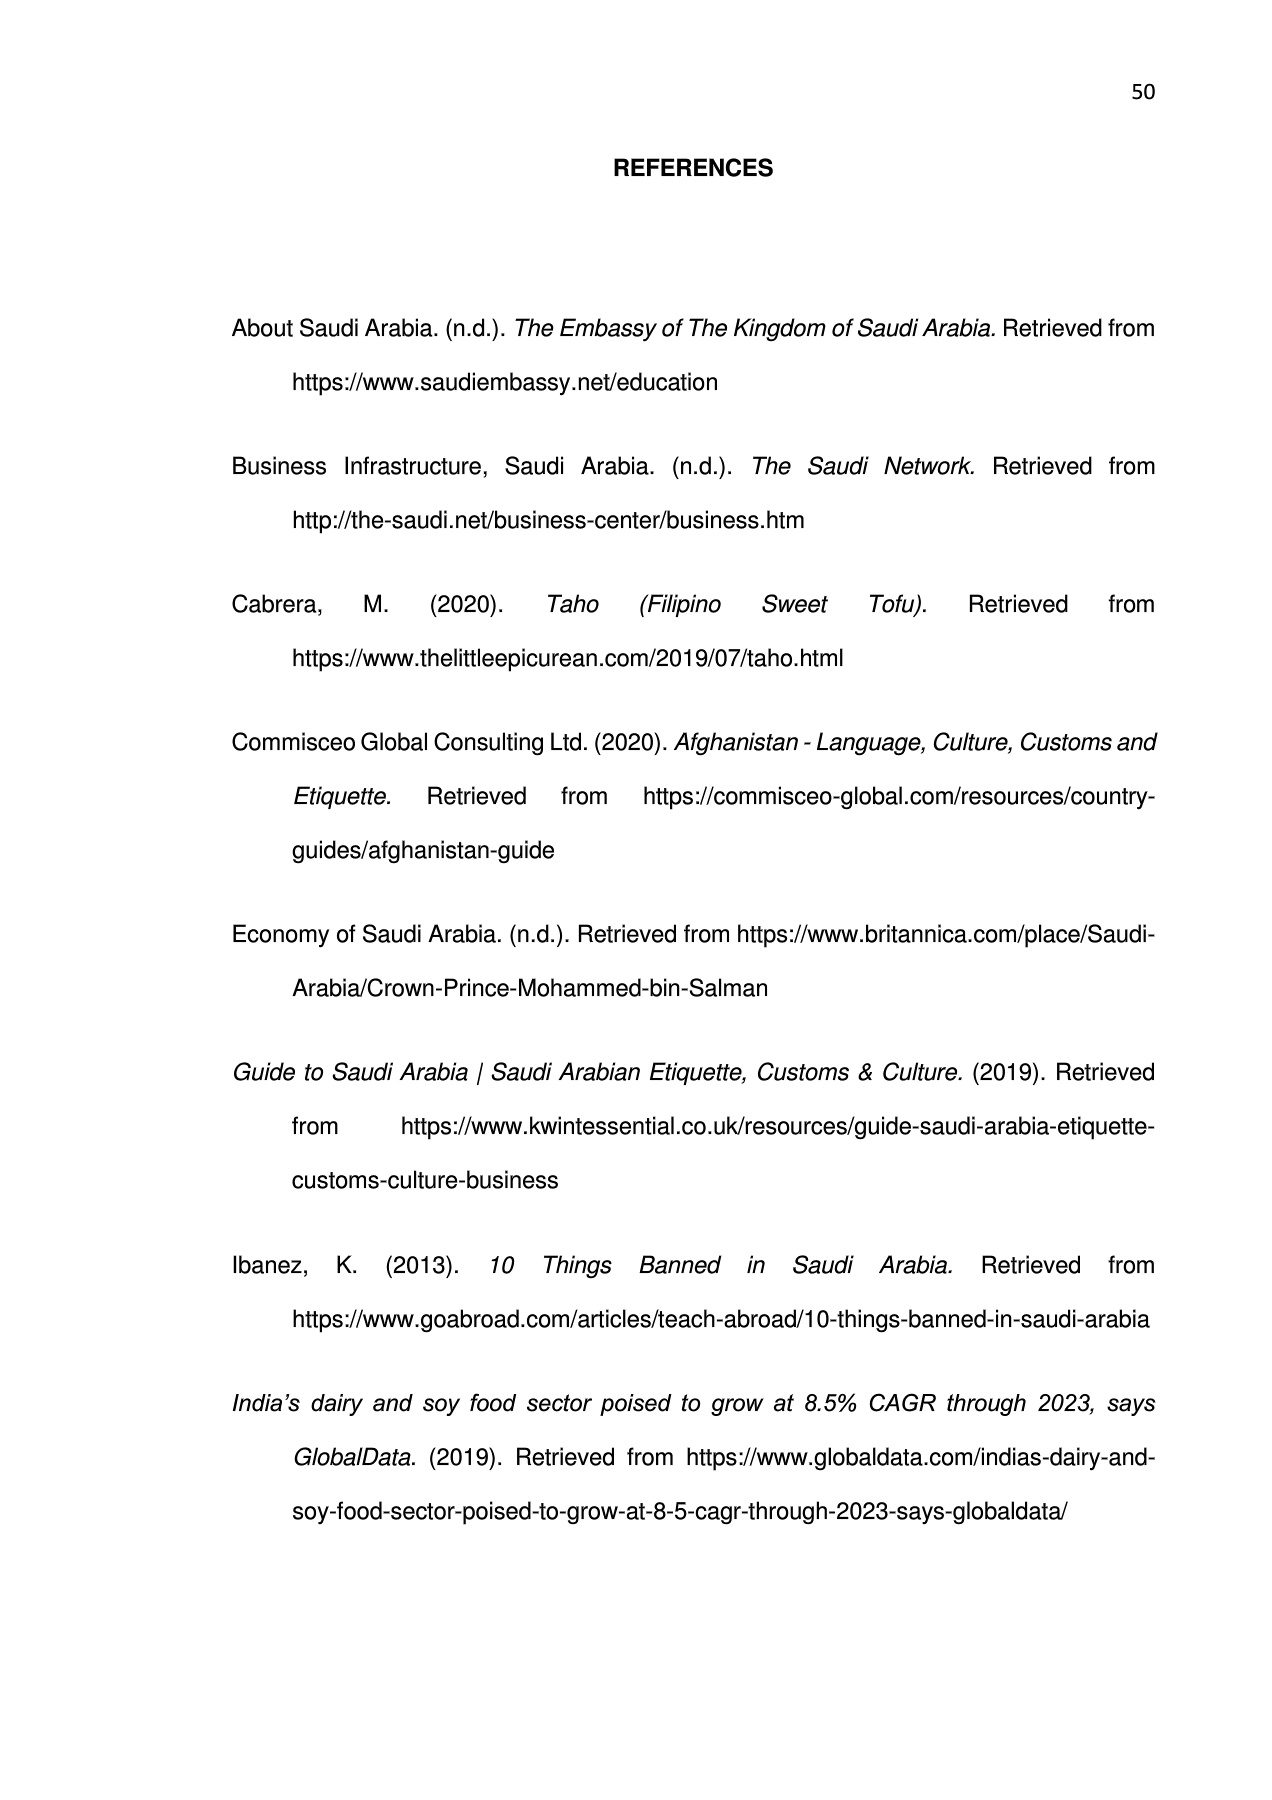 50
REFERENCES
About Saudi Arabia. (n.d.). The Embassy of The Kingdom of Saudi Arabia. Retrieved from
https://www.saudiembassy.net/education
Business Infrastructure, Saudi Arabia. (n.d.). The Saudi Network. Retrieved from
http://the-saudi.net/business-center/business.htm
Cabrera, M. (2020). Taho (Filipino Sweet Tofu). Retrieved from
https://www.thelittleepicurean.com/2019/07/taho.html
Commisceo Global Consulting Ltd. (2020). Afghanistan - Language, Culture, Customs and
Etiquette. Retrieved from https://commisceo-global.com/resources/country-
guides/afghanistan-guide
Economy of Saudi Arabia. (n.d.). Retrieved from https://www.britannica.com/place/Saudi-
Arabia/Crown-Prince-Mohammed-bin-Salman
Guide to Saudi Arabia | Saudi Arabian Etiquette, Customs & Culture. (2019). Retrieved
from https://www.kwintessential.co.uk/resources/guide-saudi-arabia-etiquette-
customs-culture-business
Ibanez, K. (2013). 10 Things Banned in Saudi Arabia. Retrieved from
https://www.goabroad.com/articles/teach-abroad/10-things-banned-in-saudi-arabia
India’s dairy and soy food sector poised to grow at 8.5% CAGR through 2023, says
GlobalData. (2019). Retrieved from https://www.globaldata.com/indias-dairy-and-
soy-food-sector-poised-to-grow-at-8-5-cagr-through-2023-says-globaldata/